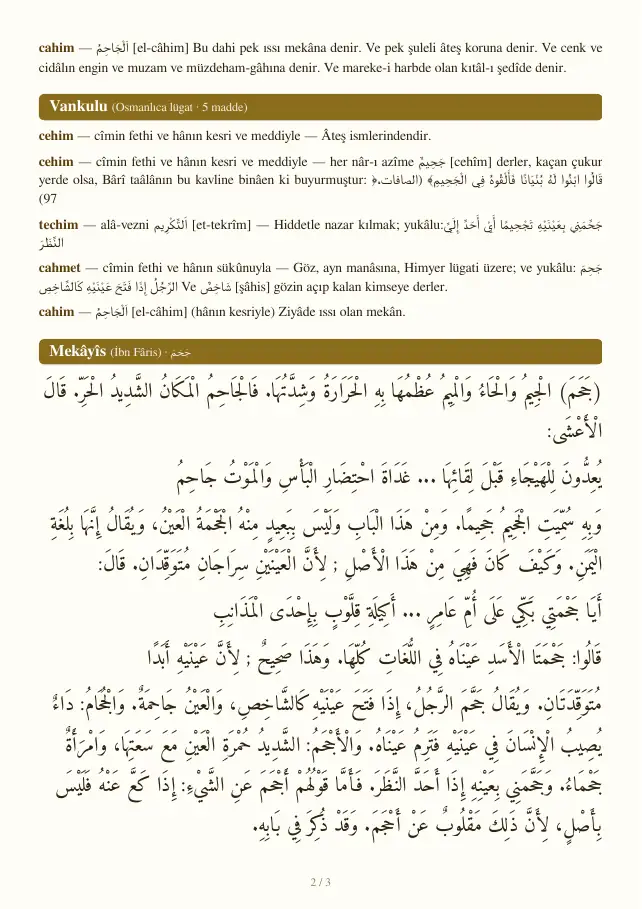 cahim — اَلْجَاحِمُ [el-câhim] Bu dahi pek ıssı mekâna denir. Ve pek şuleli âteş koruna denir. Ve cenk ve
cidâlın engin ve muzam ve müzdeham-gâhına denir. Ve mareke-i harbde olan kıtâl-ı şedîde denir.
Vankulu (Osmanlıca lügat · 5 madde)
cehim — cîmin fethi ve hânın kesri ve meddiyle — Âteş ismlerindendir.
cehim — cîmin fethi ve hânın kesri ve meddiyle — her nâr-ı azîme جَحِيمٌ [cehîm] derler, kaçan çukur
yerde olsa, Bârî taâlânın bu kavline binâen ki buyurmuştur: قَالُوا ابْنُوا لَهُ بُنْيَانًا فَأَلْقُوهُ فِي الْجَحِيمِ﴾ (الصافات.﴿
(97
techim — alâ-vezni اَلتَّكْرِيم [et-tekrîm] — Hiddetle nazar kılmak; yukâlu: جَحَّمَنِي بِعَيْنَيْهِ تَجْحِيمًا أَيْ أَحَدَّ إِلَيَّ
النَّظَرَ
cahmet — cîmin fethi ve hânın sükûnuyla — Göz, ayn manâsına, Himyer lügati üzere; ve yukâlu: جَحِمَ
الرَّجُلُ إِذَا فَتَحَ عَيْنَيْهِ كَالشَّاخِصِ Ve شَاخِصٌ [şâhis] gözin açıp kalan kimseye derler.
cahim — اَلْجَاحِمُ [el-câhim] (hânın kesriyle) Ziyâde ıssı olan mekân.
Mekâyîs (İbn Fâris) · جَحَمَ
(جَحَمَ) الْجِيمُ وَالْحَاءُ وَالْمِيمُ عُظْمُهَا بِهِ الْحَرَارَةُ وَشِدَّتُهَا. فَالْجَاحِمُ الْمَكَانُ الشَّدِيدُ الْحَرِّ. قَالَ
الْأَعْشَى:
يُعِدُّونَ لِلْهَيْجَاءِ قَبْلَ لِقَائِهَا ... غَدَاةَ احْتِضَارِ الْبَأْسِ وَالْمَوْتُ جَاحِمُ
وَبِهِ سُمِّيَتِ الْجَحِيمُ جَحِيمًا. وَمِنْ هَذَا الْبَابِ وَلَيْسَ بِبَعِيدٍ مِنْهُ الْجَحْمَةُ الْعَيْنُ، وَيُقَالُ إِنَّهَا بِلُغَةِ
الْيَمَنِ. وَكَيْفَ كَانَ فَهِيَ مِنْ هَذَا الْأَصْلِ ; لِأَنَّ الْعَيْنَيْنِ سِرَاجَانِ مُتَوَقِّدَانِ. قَالَ:
أَيَا جَحْمَتِي بَكِّي عَلَى أُمِّ عَامِرٍ ... أَكِيلَةِ قِلَّوْبٍ بِإِحْدَى الْمَذَانِبِ
قَالُوا: جَحْمَتَا الْأَسَدِ عَيْنَاهُ فِي اللُّغَاتِ كُلِّهَا. وَهَذَا صَحِيحٌ ; لِأَنَّ عَيْنَيْهِ أَبَدًا
مُتَوَقِّدَتَانِ. وَيُقَالُ جَحَّمَ الرَّجُلُ، إِذَا فَتَحَ عَيْنَيْهِ كَالشَّاخِصِ، وَالْعَيْنُ جَاحِمَةٌ. وَالْجُحَامُ: دَاءٌ
يُصِيبُ الْإِنْسَانَ فِي عَيْنَيْهِ فَتَرِمُ عَيْنَاهُ. وَالْأَجْحَمُ: الشَّدِيدُ حُمْرَةِ الْعَيْنِ مَعَ سَعَتِهَا، وَامْرَأَةٌ
جَحْمَاءُ. وَجَحَّمَنِي بِعَيْنِهِ إِذَا أَحَدَّ النَّظَرَ. فَأَمَّا قَوْلُهُمْ أَجْحَمَ عَنِ الشَّيْءِ: إِذَا كَعَّ عَنْهُ فَلَيْسَ
بِأَصْلٍ، لِأَنَّ ذَلِكَ مَقْلُوبٌ عَنْ أَحْجَمَ. وَقَدْ ذُكِرَ فِي بَابِهِ.
2 / 3